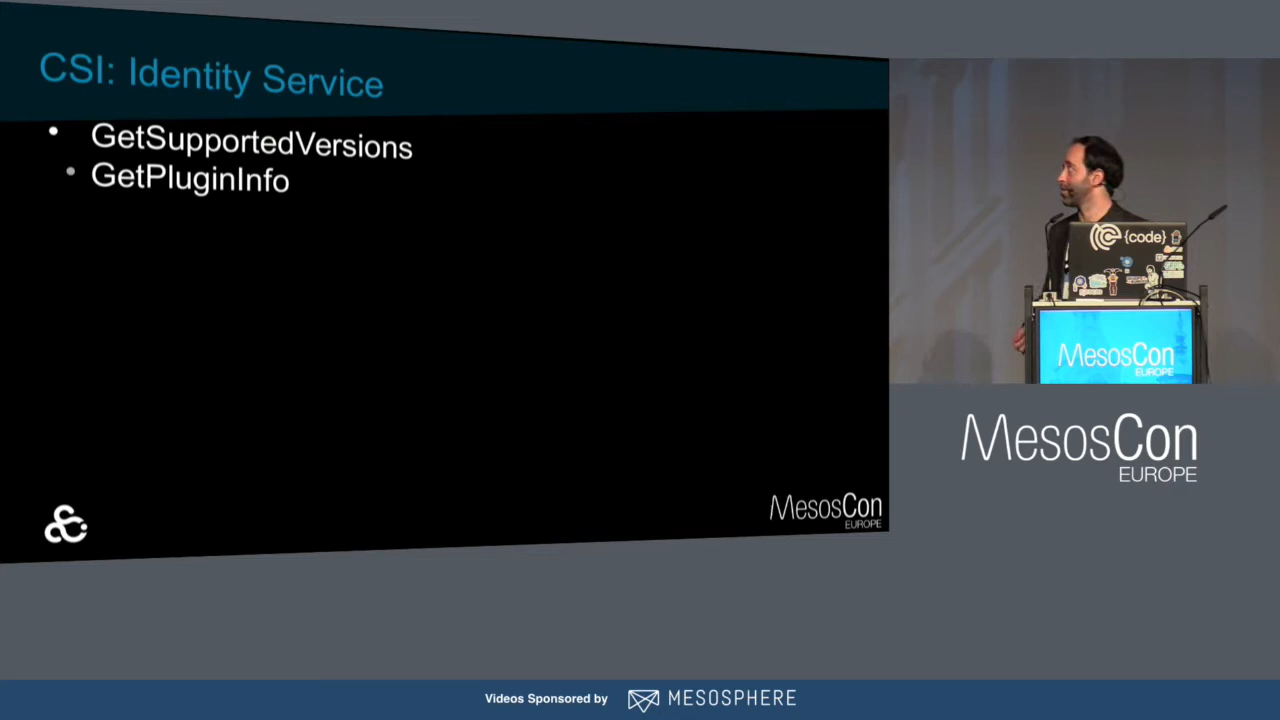 CSI: Identity Service
GetSupportedVersions
GetPluginInfo
MesosCon
EUROPE
{code}
MesosCon
EUROPE
MesosCon
EUROPE
Videos Sponsored by MESOSPHERE